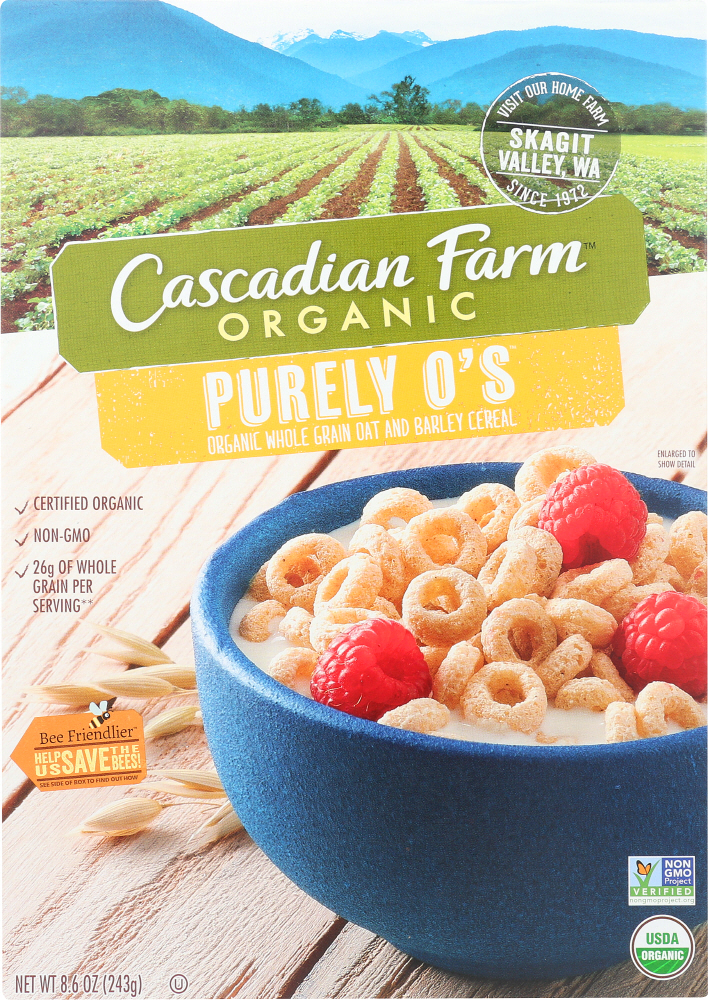 VISIT OUR HOME FARM
SKAGIT
VALLEY, WA
SINCE 1972
Cascadian Farm™
ORGANIC
PURELY O'S™
ORGANIC WHOLE GRAIN OAT AND BARLEY CEREAL
ENLARGED TO
SHOW DETAIL
CERTIFIED ORGANIC
NON-GMO
26g OF WHOLE
GRAIN PER
SERVING**
Bee Friendlier™
HELP US SAVE THE BEES!
SEE SIDE OF BOX TO FIND OUT HOW
NON
GMO
Project
VERIFIED
nongmoproject.org
USDA
ORGANIC
NET WT 8.6 OZ (243g)
U